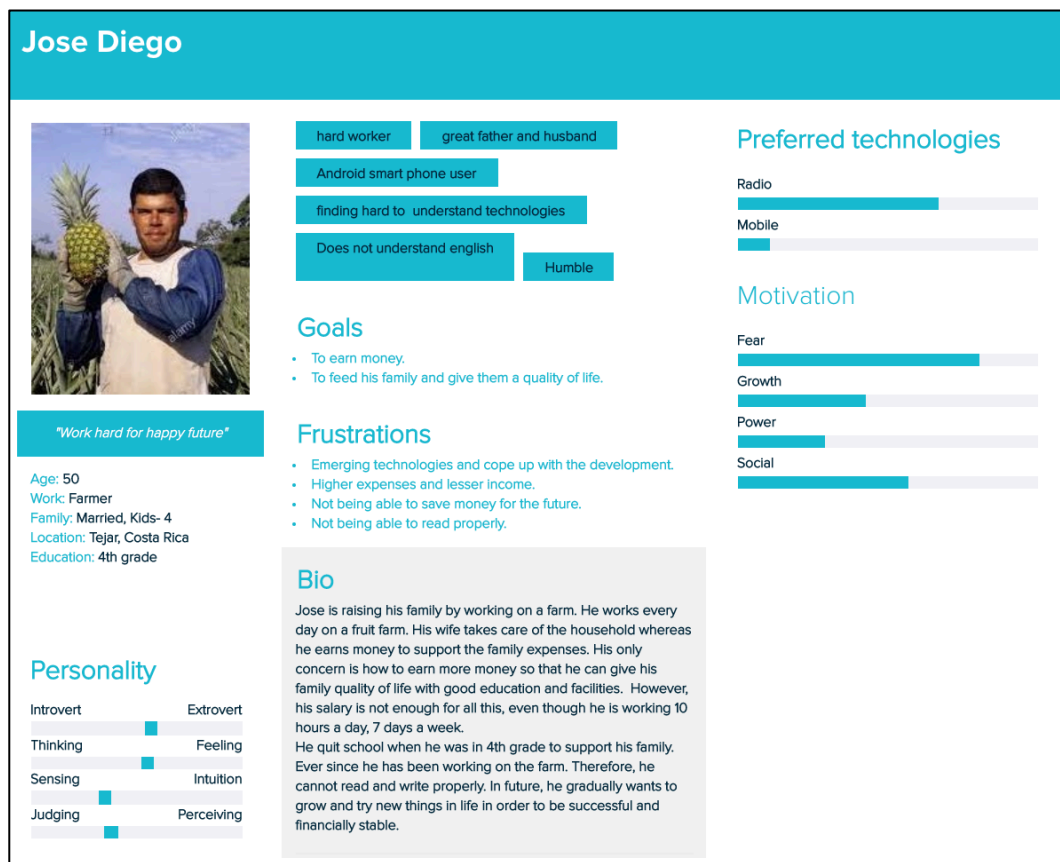 Jose Diego
alamy
"Work hard for happy future"
Age: 50
Work: Farmer
Family: Married, Kids- 4
Location: Tejar, Costa Rica
Education: 4th grade
Personality
Introvert Extrovert
Thinking Feeling
Sensing Intuition
Judging Perceiving
hard worker
great father and husband
Android smart phone user
finding hard to  understand technologies
Does not understand english
Humble
Goals
• To earn money.
• To feed his family and give them a quality of life.
Frustrations
• Emerging technologies and cope up with the development.
• Higher expenses and lesser income.
• Not being able to save money for the future.
• Not being able to read properly.
Bio
Jose is raising his family by working on a farm. He works every
day on a fruit farm. His wife takes care of the household whereas
he earns money to support the family expenses. His only
concern is how to earn more money so that he can give his
family quality of life with good education and facilities.  However,
his salary is not enough for all this, even though he is working 10
hours a day, 7 days a week.
He quit school when he was in 4th grade to support his family.
Ever since he has been working on the farm. Therefore, he
cannot read and write properly. In future, he gradually wants to
grow and try new things in life in order to be successful and
financially stable.
Preferred technologies
Radio
Mobile
Motivation
Fear
Growth
Power
Social